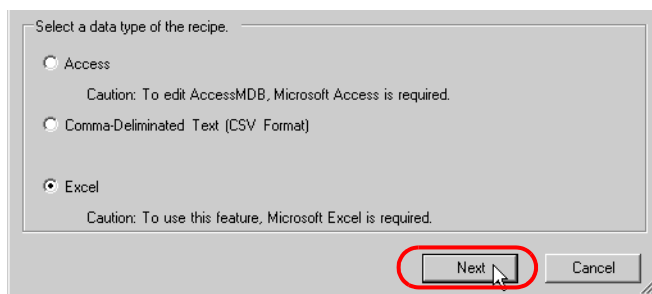 Select a data type of the recipe.
Access
Caution: To edit AccessMDB, Microsoft Access is required.
Comma-Deliminated Text (CSV Format)
Excel
Caution: To use this feature, Microsoft Excel is required.
Next Cancel